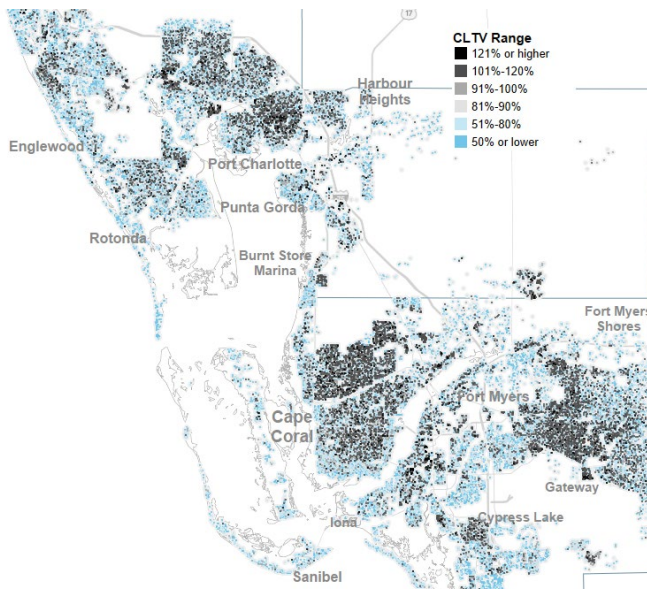 17
CLTV Range
121% or higher
101%-120%
91%-100%
81%-90%
51%-80%
50% or lower
Harbour
Heights
Englewood
Port Charlotte
Punta Gorda
Rotonda
Burnt Store
Marina
Fort Myers
Shores
Port Myers
Cape
Coral
Gateway
Iona
Cypress Lake
Sanibel